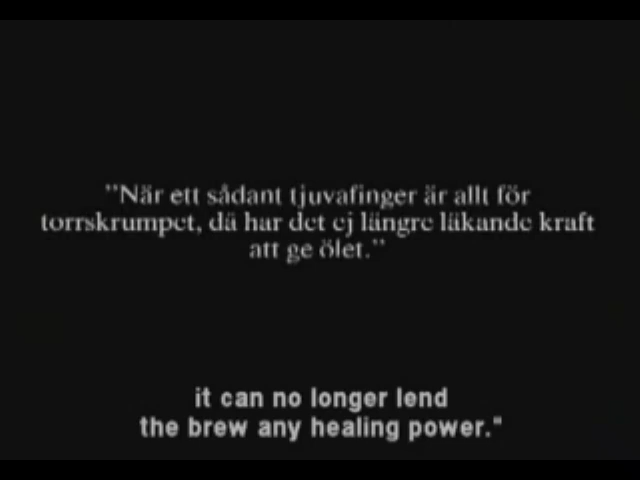 "När ett sådant tjuvafinger är allt för
torrskrumpet, då har det ej längre läkande kraft
att ge ölet."
it can no longer lend
the brew any healing power."